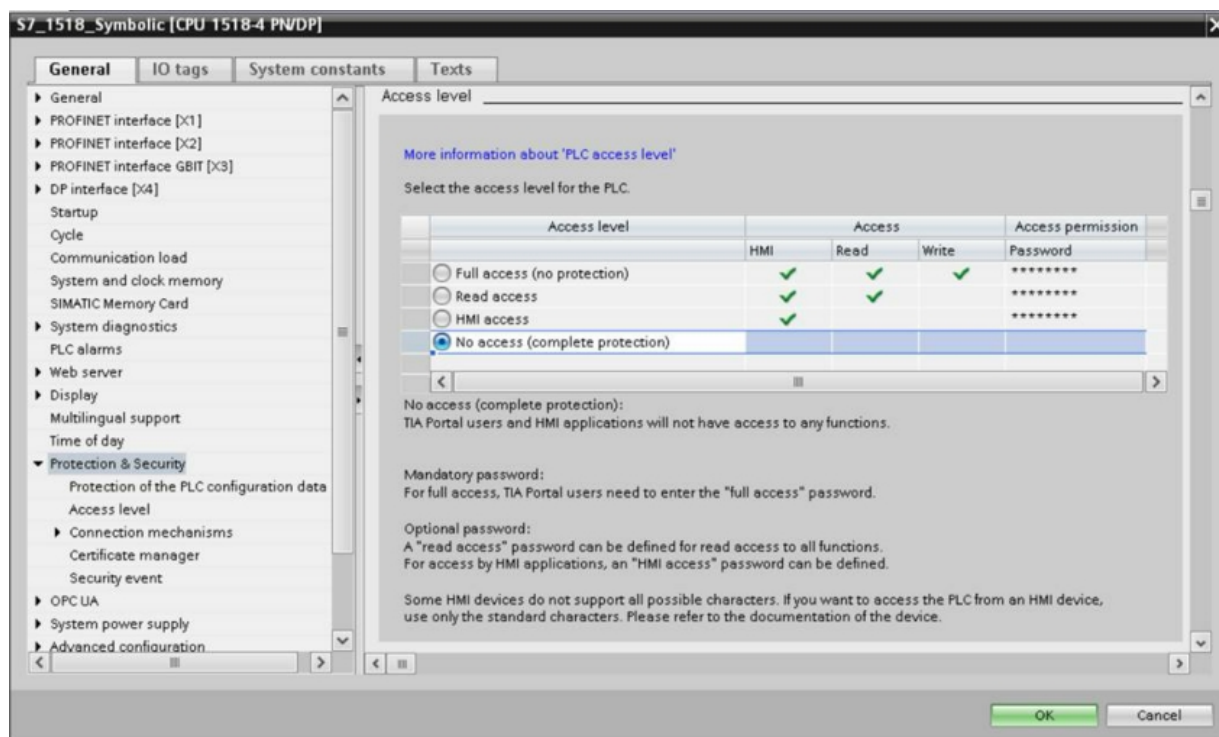 S7_1518_Symbolic [CPU 1518-4 PN/DP]
General IO tags System constants Texts
General
PROFINET interface [X1]
PROFINET interface [X2]
PROFINET interface GBIT [X3]
DP interface [X4]
Startup
Cycle
Communication load
System and clock memory
SIMATIC Memory Card
System diagnostics
PLC alarms
Web server
Display
Multilingual support
Time of day
Protection & Security
Protection of the PLC configuration data
Access level
Connection mechanisms
Certificate manager
Security event
OPC UA
System power supply
Advanced configuration
Access level
More information about 'PLC access level'
Select the access level for the PLC.
Access level Access Access permission
HMI Read Write Password
Full access (no protection) ✔ ✔ ✔ ********
Read access ✔ ✔ ********
HMI access ✔ ********
No access (complete protection)
No access (complete protection):
TIA Portal users and HMI applications will not have access to any functions.
Mandatory password:
For full access, TIA Portal users need to enter the "full access" password.
Optional password:
A "read access" password can be defined for read access to all functions.
For access by HMI applications, an "HMI access" password can be defined.
Some HMI devices do not support all possible characters. If you want to access the PLC from an HMI device,
use only the standard characters. Please refer to the documentation of the device.
OK Cancel